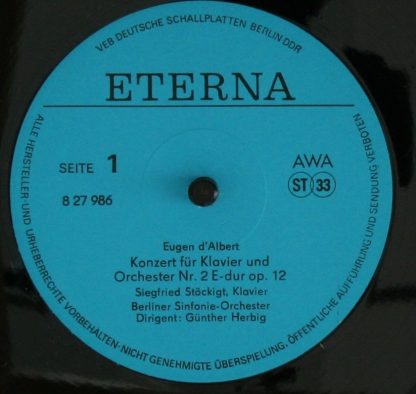 VEB DEUTSCHE SCHALLPLATTEN BERLIN DDR
ETERNA
SEITE 1
8 27 986
AWA
ST 33
Eugen d'Albert
Konzert für Klavier und
Orchester Nr. 2 E-dur op. 12
Siegfried Stöckigt, Klavier
Berliner Sinfonie-Orchester
Dirigent: Günther Herbig
ALLE HERSTELLER UND URHEBERRECHTE VORBEHALTEN·NICHT GENEHMIGTE ÜBERSPIELUNG, ÖFFENTLICHE AUFFÜHRUNG UND SENDUNG VERBOTEN